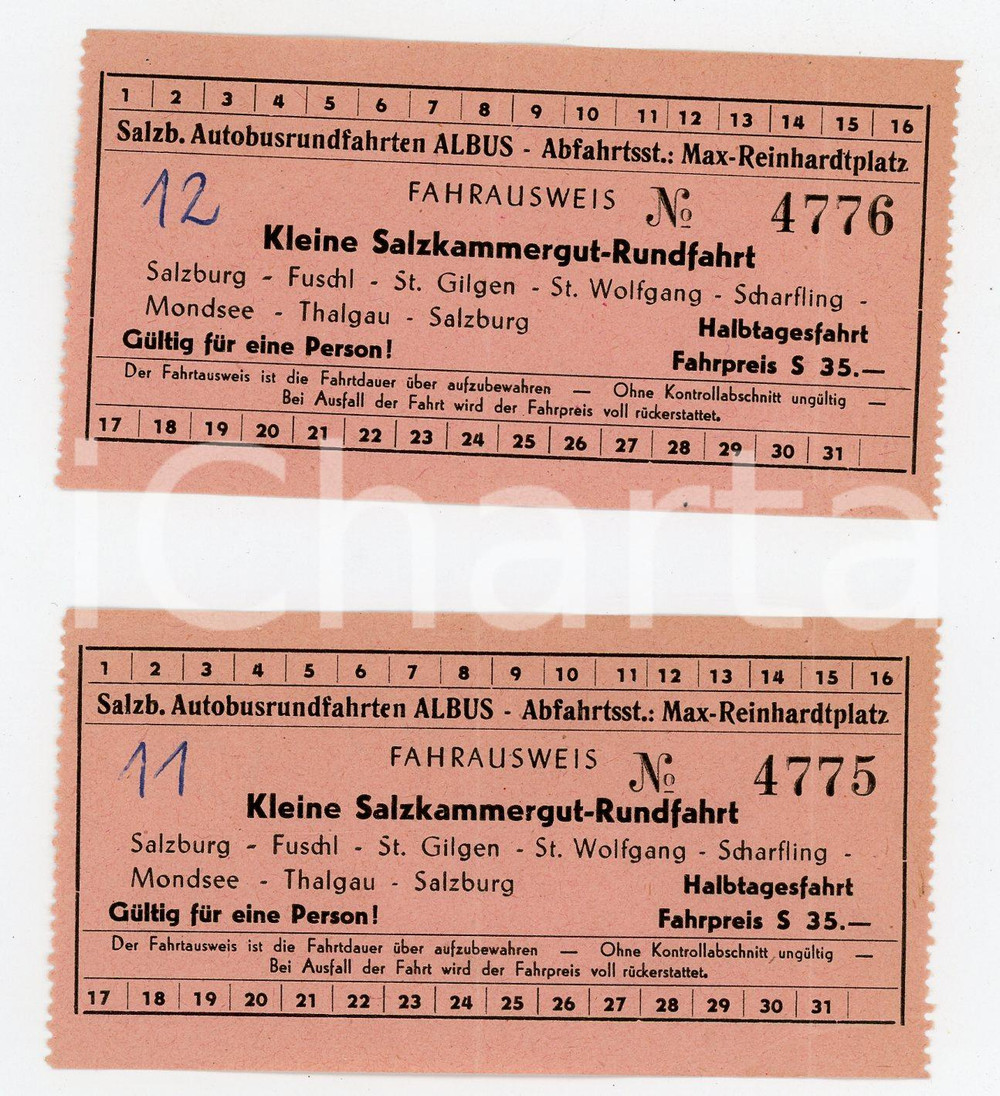 1 2 3 4 5 6 7 8 9 10 11 12 13 14 15 16
Salzb. Autobusrundfahrten ALBUS - Abfahrtsst.: Max-Reinhardtplatz
12 FAHRAUSWEIS № 4776
Kleine Salzkammergut-Rundfahrt
Salzburg - Fuschl - St. Gilgen - St. Wolfgang - Scharfling -
Mondsee - Thalgau - Salzburg Halbtagesfahrt
Gültig für eine Person! Fahrpreis S 35.—
Der Fahrtausweis ist die Fahrtdauer über aufzubewahren — Ohne Kontrollabschnitt ungültig —
Bei Ausfall der Fahrt wird der Fahrpreis voll rückerstattet.
17 18 19 20 21 22 23 24 25 26 27 28 29 30 31
iCharta
1 2 3 4 5 6 7 8 9 10 11 12 13 14 15 16
Salzb. Autobusrundfahrten ALBUS - Abfahrtsst.: Max-Reinhardtplatz
11 FAHRAUSWEIS № 4775
Kleine Salzkammergut-Rundfahrt
Salzburg - Fuschl - St. Gilgen - St. Wolfgang - Scharfling -
Mondsee - Thalgau - Salzburg Halbtagesfahrt
Gültig für eine Person! Fahrpreis S 35.—
Der Fahrtausweis ist die Fahrtdauer über aufzubewahren — Ohne Kontrollabschnitt ungültig —
Bei Ausfall der Fahrt wird der Fahrpreis voll rückerstattet.
17 18 19 20 21 22 23 24 25 26 27 28 29 30 31